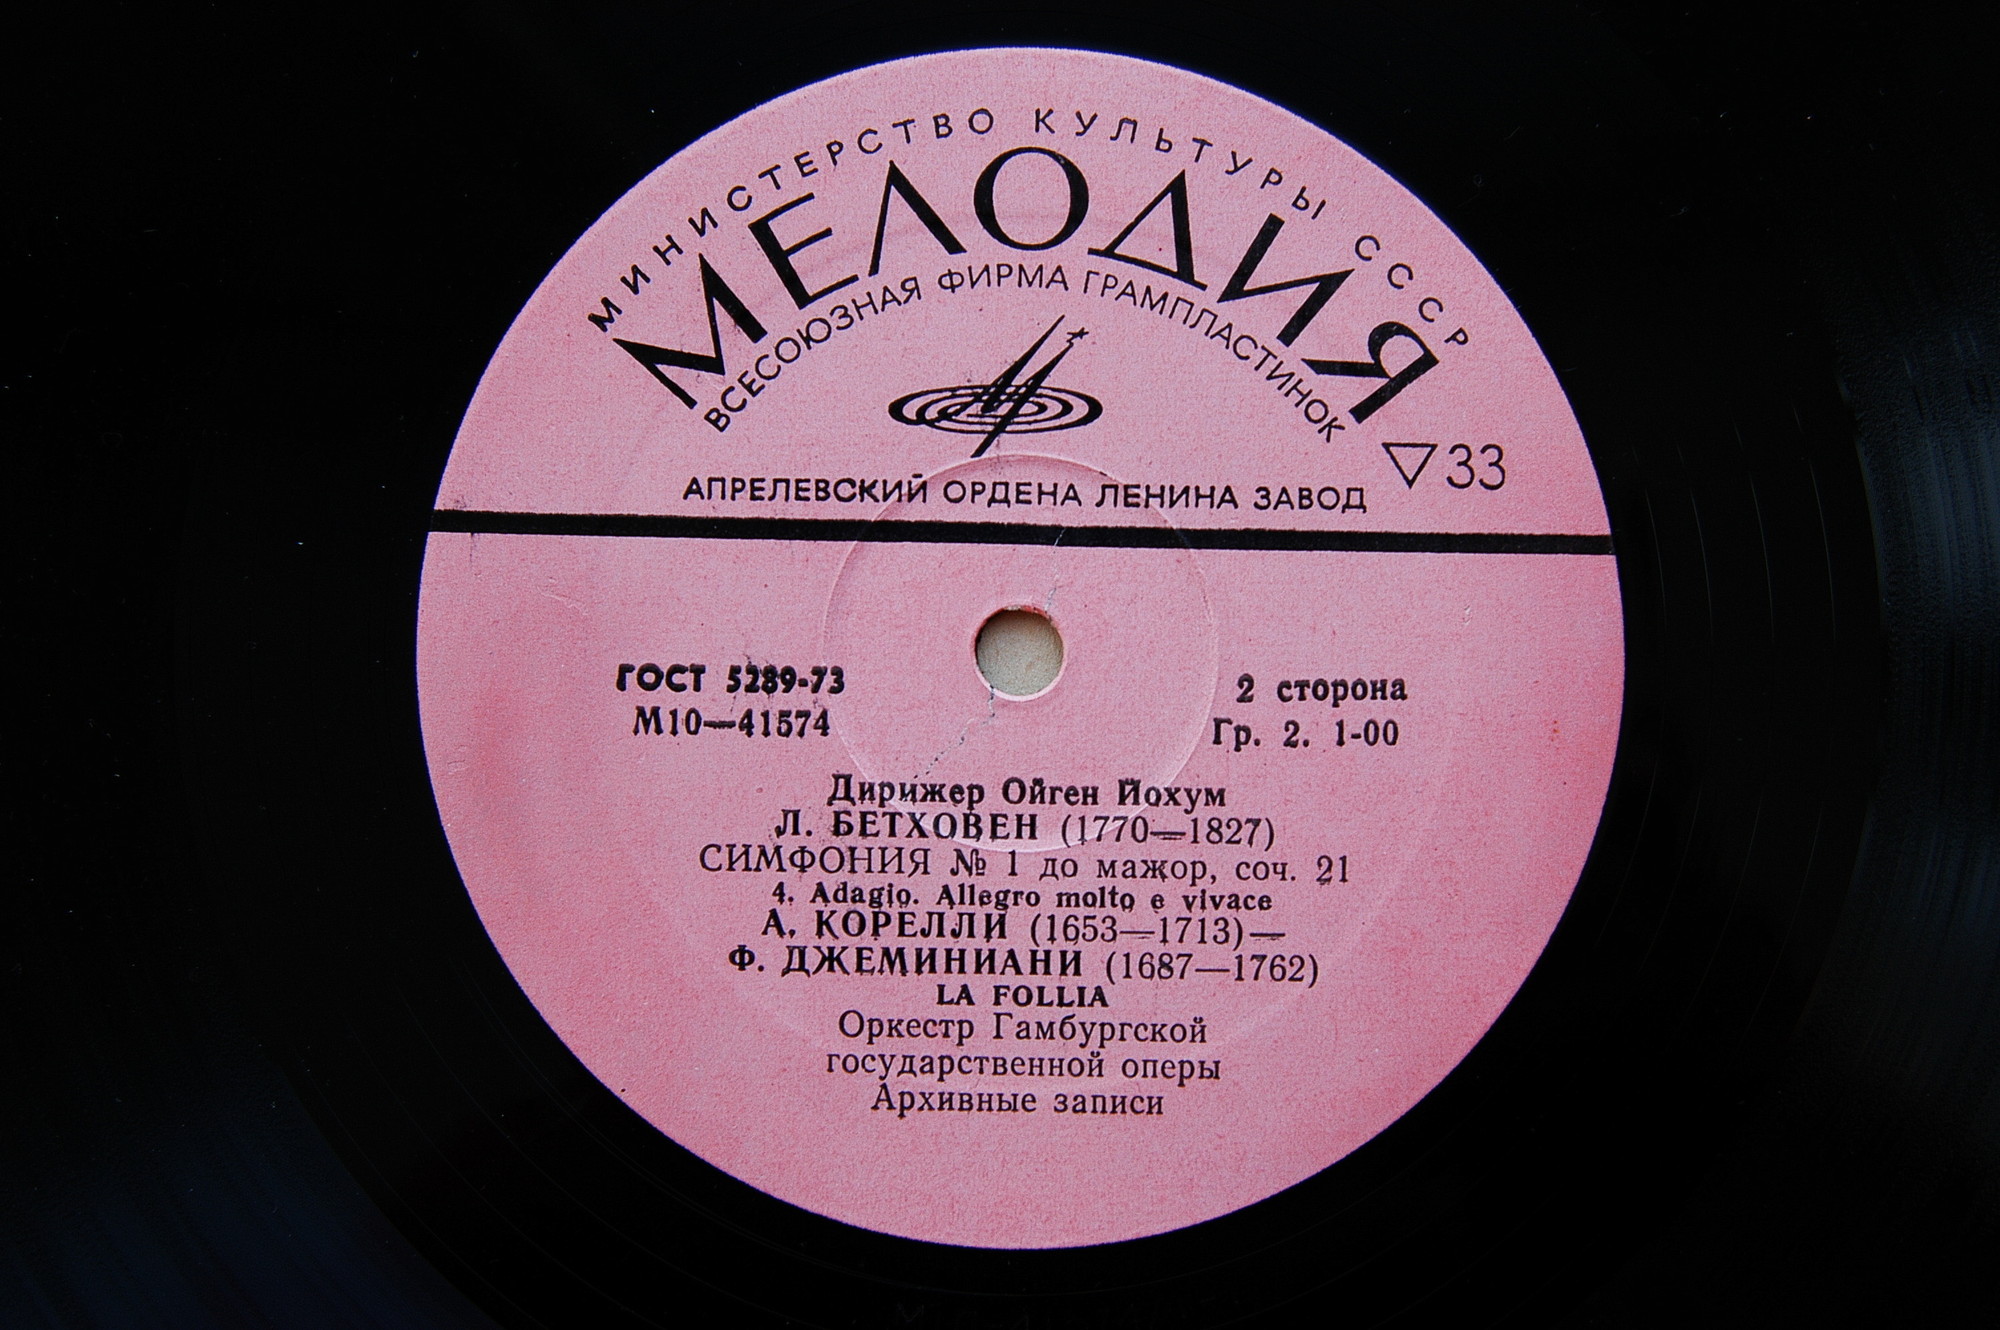 МИНИСТЕРСТВО КУЛЬТУРЫ СССР
МЕЛОДИЯ
ВСЕСОЮЗНАЯ ФИРМА ГРАМПЛАСТИНОК
33
АПРЕЛЕВСКИЙ ОРДЕНА ЛЕНИНА ЗАВОД
ГОСТ 5289-73
М10—41574
2 сторона
Гр. 2. 1-00
Дирижер Ойген Йохум
Л. БЕТХОВЕН (1770—1827)
СИМФОНИЯ № 1 до мажор, соч. 21
4. Adagio. Allegro molto e vivace
А. КОРЕЛЛИ (1653—1713)—
Ф. ДЖЕМИНИАНИ (1687—1762)
LA FOLLIA
Оркестр Гамбургской
государственной оперы
Архивные записи